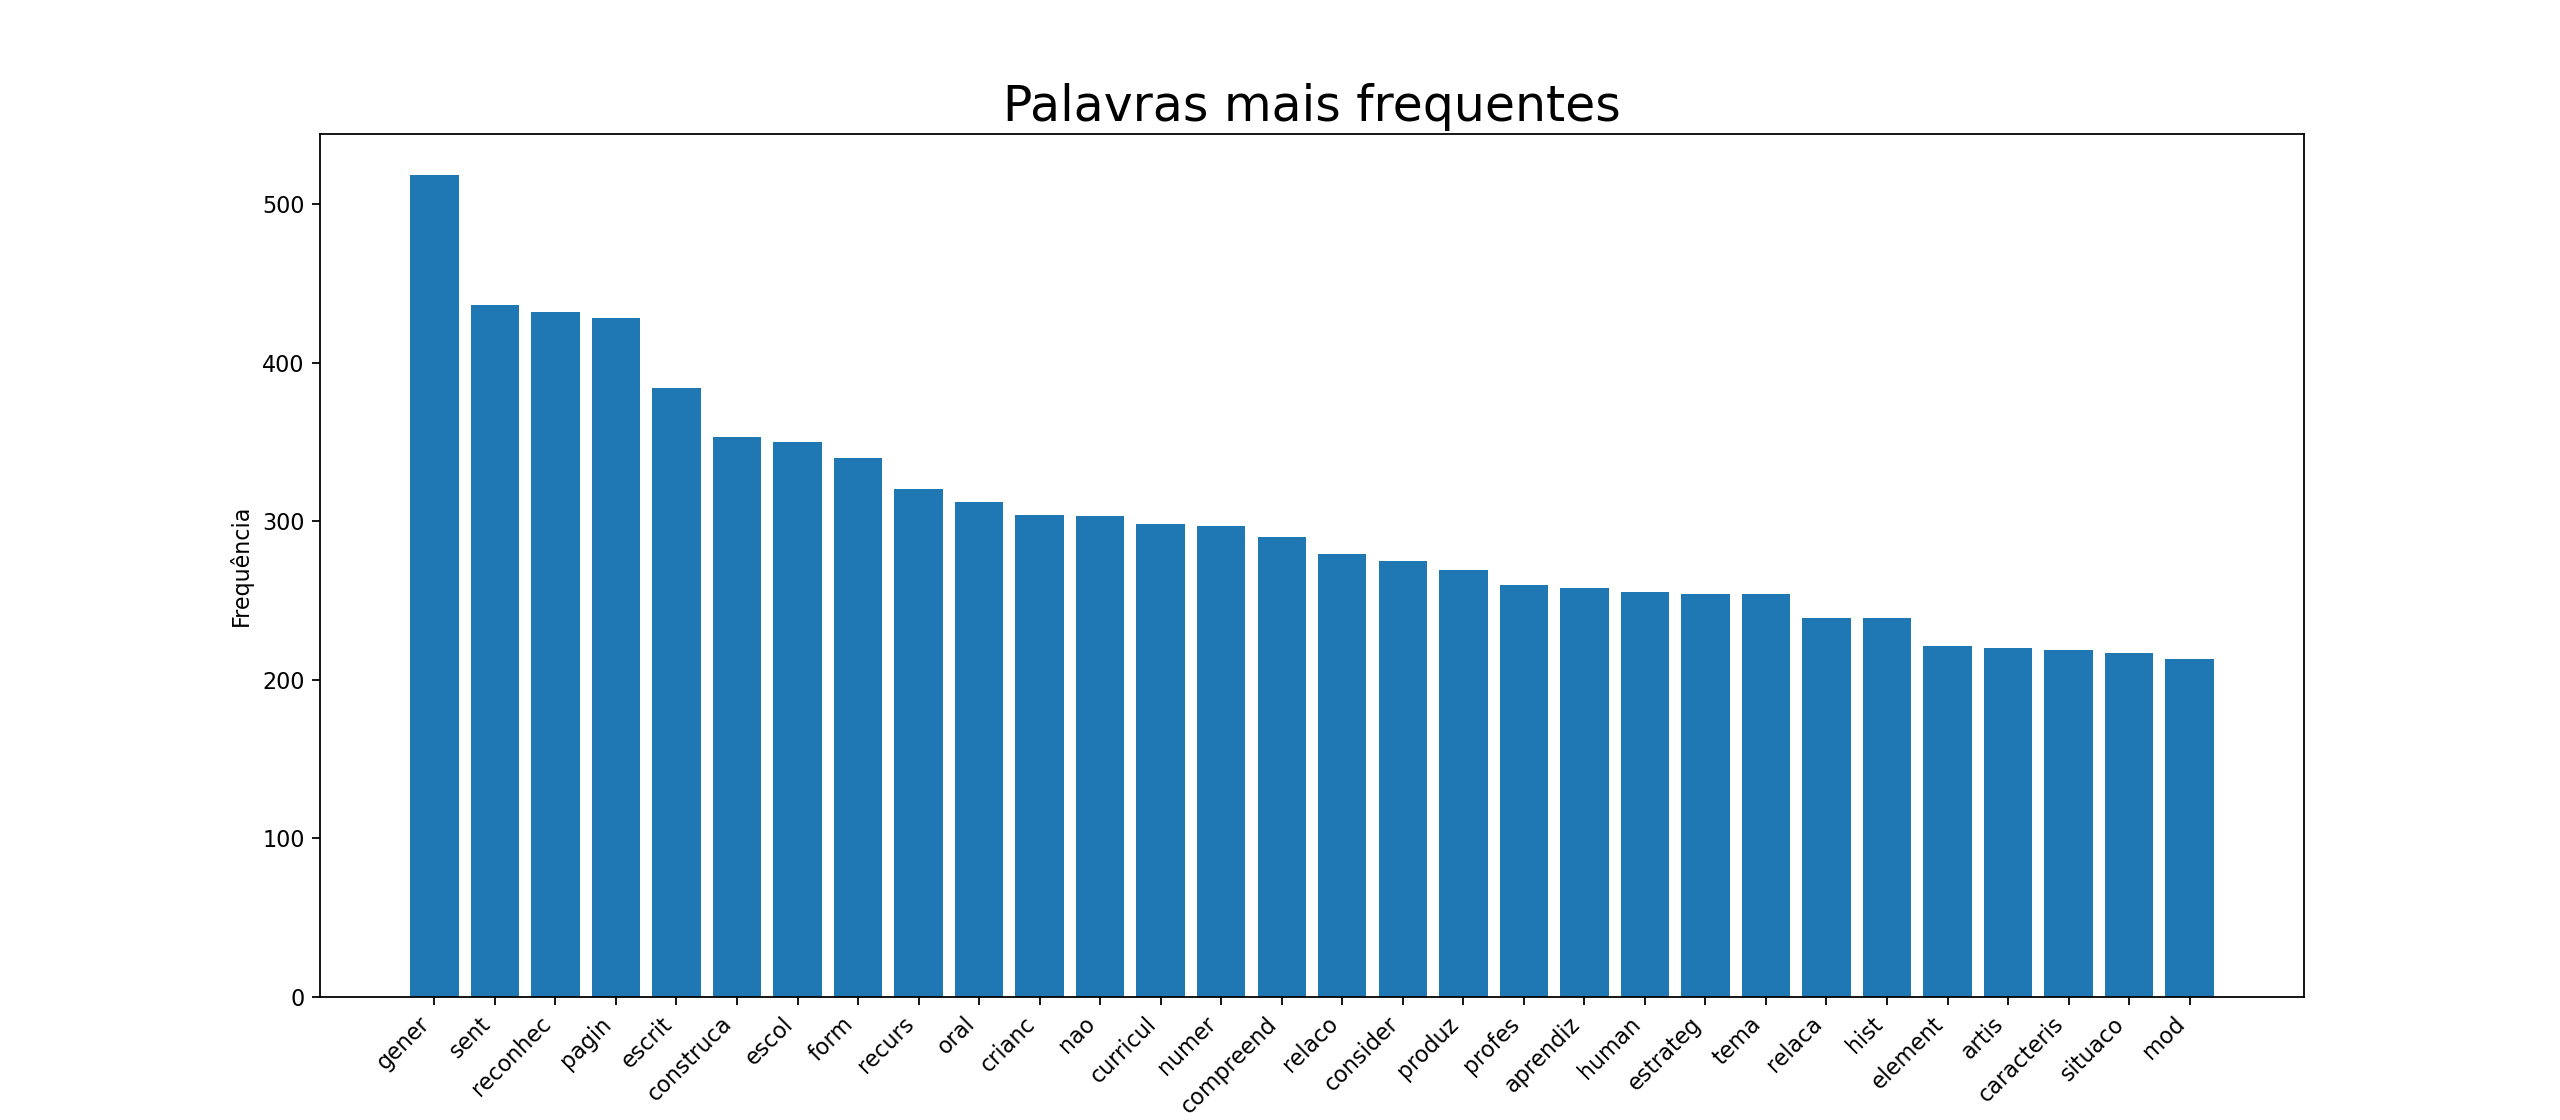 Palavras mais frequentes
Frequência
500
400
300
200
100
0
gener
sent
reconhec
pagin
escrit
construca
escol
form
recurs
oral
crianc
nao
curricul
numer
compreend
relaco
consider
produz
profes
aprendiz
human
estrateg
tema
relaca
hist
element
artis
caracteris
situaco
mod